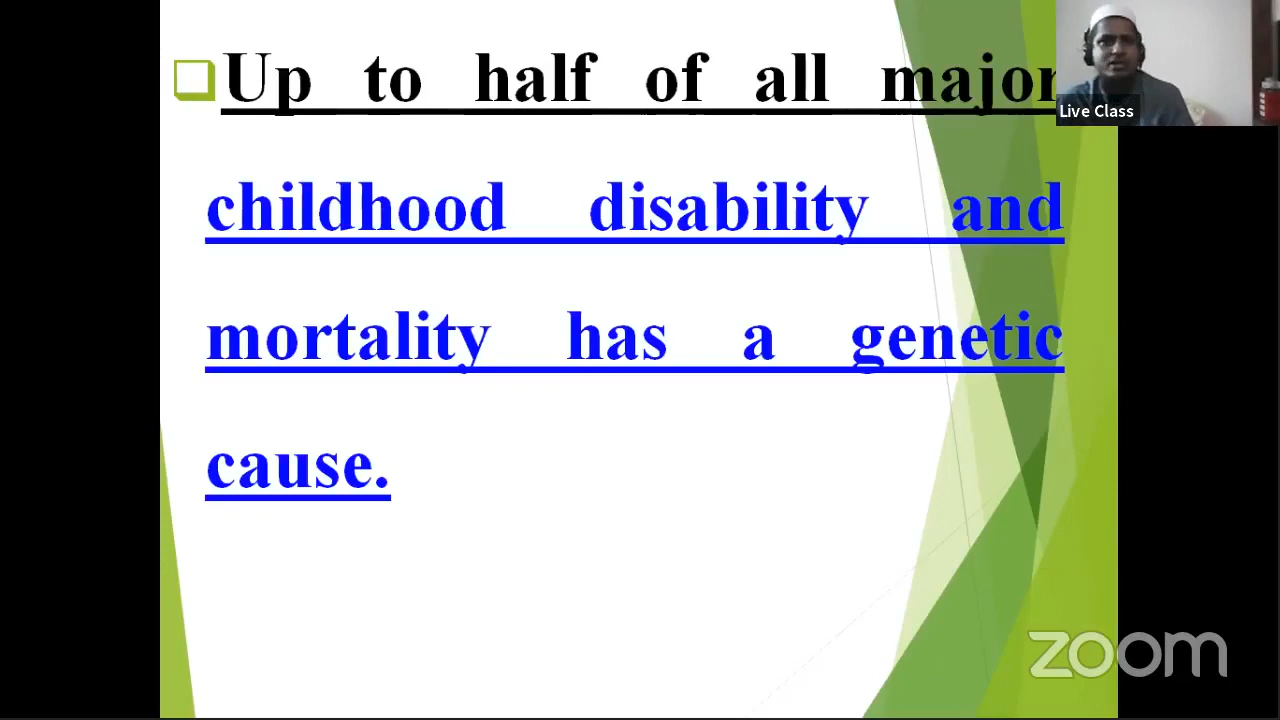 Up to half of all major
Live Class
childhood disability and
mortality has a genetic
cause.
zoom